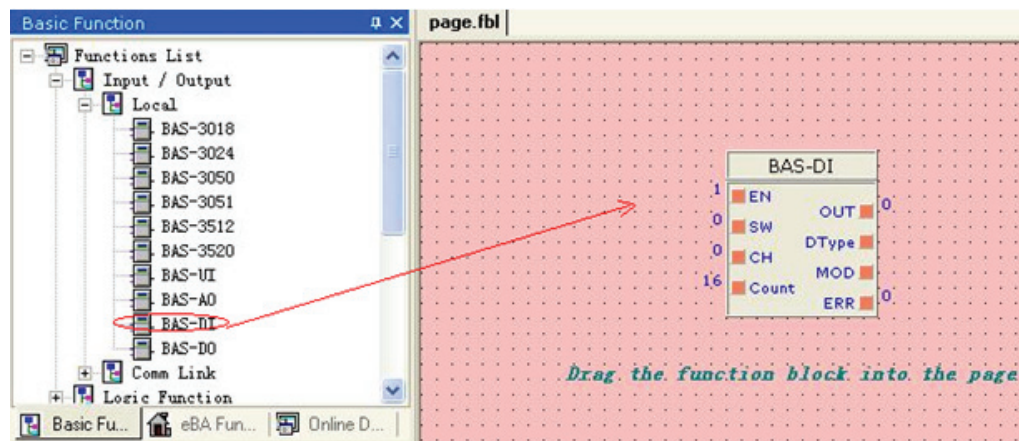 Basic Function
Functions List
Input / Output
Local
BAS-3018
BAS-3024
BAS-3050
BAS-3051
BAS-3512
BAS-3520
BAS-UI
BAS-AO
BAS-DI
BAS-DO
Comm Link
Logic Function
Basic Fu...
eBA Fun...
Online D...
page.fbl
BAS-DI
1 EN
0 SW
0 CH
16 Count
OUT 0
DType
MOD
ERR 0
Drag the function block into the page